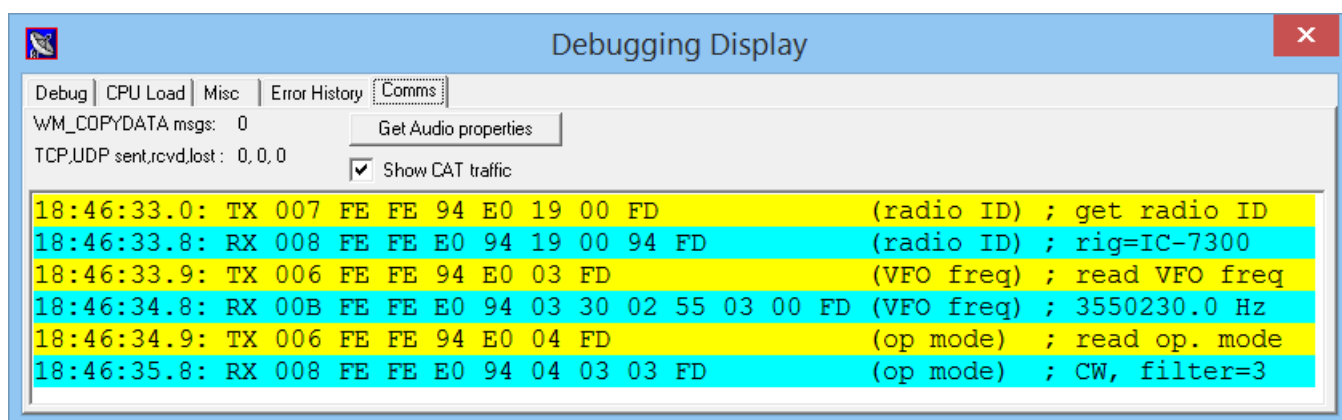 Debugging Display
Debug CPU Load Misc Error History Comms
WM_COPYDATA msgs: 0 Get Audio properties
TCP,UDP sent,rcvd,lost : 0, 0, 0
Show CAT traffic
18:46:33.0: TX 007 FE FE 94 E0 19 00 FD (radio ID) ; get radio ID
18:46:33.8: RX 008 FE FE E0 94 19 00 94 FD (radio ID) ; rig=IC-7300
18:46:33.9: TX 006 FE FE 94 E0 03 FD (VFO freq) ; read VFO freq
18:46:34.8: RX 00B FE FE E0 94 03 30 02 55 03 00 FD (VFO freq) ; 3550230.0 Hz
18:46:34.9: TX 006 FE FE 94 E0 04 FD (op mode) ; read op. mode
18:46:35.8: RX 008 FE FE E0 94 04 03 03 FD (op mode) ; CW, filter=3